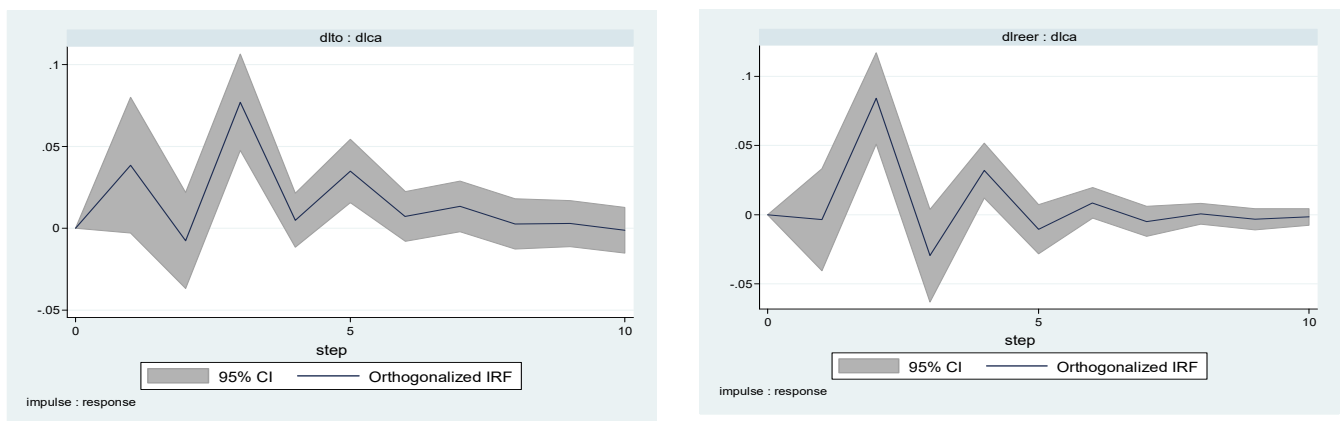 dlto : dlca
.1
.05
0
-.05
0 5 10
step
95% CI Orthogonalized IRF
impulse : response
dlreer : dlca
.1
.05
0
-.05
0 5 10
step
95% CI Orthogonalized IRF
impulse : response